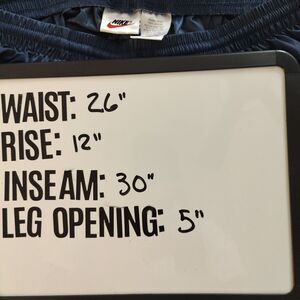 NIKE
WAIST: 26"
RISE: 12"
INSEAM: 30"
LEG OPENING: 5"